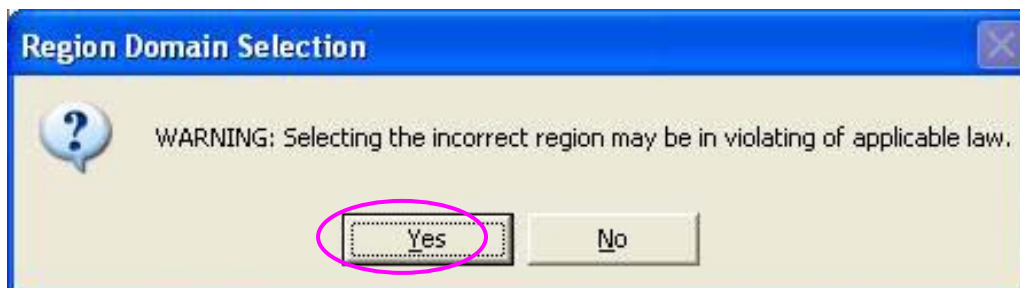 Region Domain Selection
WARNING: Selecting the incorrect region may be in violating of applicable law.
Yes
No